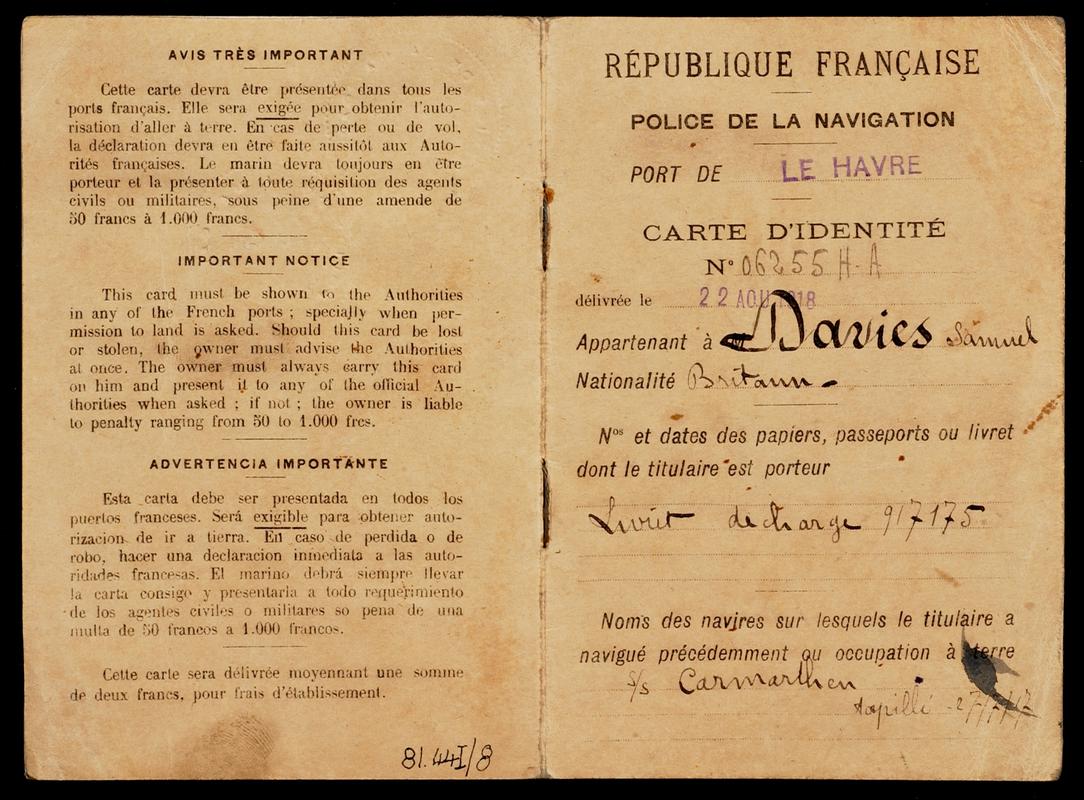 AVIS TRÈS IMPORTANT
Cette carte devra être présentée dans tous les
ports français. Elle sera exigée pour obtenir l'auto-
risation d'aller à terre. En cas de perte ou de vol,
la déclaration devra en être faite aussitôt aux Auto-
rités françaises. Le marin devra toujours en être
porteur et la présenter à toute réquisition des agents
civils ou militaires, sous peine d'une amende de
50 francs à 1.000 francs.
IMPORTANT NOTICE
This card must be shown to the Authorities
in any of the French ports ; specially when per-
mission to land is asked. Should this card be lost
or stolen, the owner must advise the Authorities
at once. The owner must always carry this card
on him and present it to any of the official Au-
thorities when asked ; if not ; the owner is liable
to penalty ranging from 50 to 1.000 frcs.
ADVERTENCIA IMPORTANTE
Esta carta debe ser presentada en todos los
puertos franceses. Será exigible para obtener auto-
rizacion de ir a tierra. En caso de perdida o de
robo, hacer una declaracion inmediata a las auto-
ridades francesas. El marino debrá siempre llevar
la carta consigo y presentaria a todo requerimiento
de los agentes civiles o militares so pena de una
multa de 50 francos a 1.000 francos.
Cette carte sera délivrée moyennant une somme
de deux francs, pour frais d'établissement.
81.44I/8
RÉPUBLIQUE FRANÇAISE
POLICE DE LA NAVIGATION
PORT DE LE HAVRE
CARTE D'IDENTITÉ
N° 06255 H-A
délivrée le 22 AOU 1918
Appartenant à M Davies Samuel
Nationalité Britann -
Nos et dates des papiers, passeports ou livret
dont le titulaire est porteur
Livret decharge 917175
Noms des navires sur lesquels le titulaire a
navigué précédemment ou occupation à terre
s/s Carmarthen